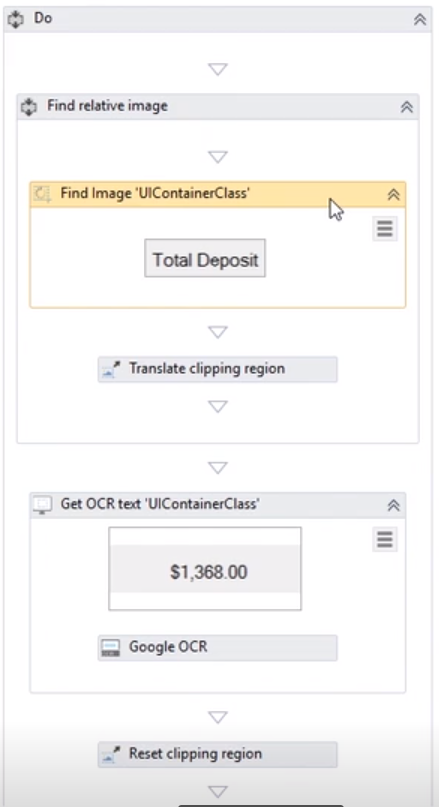 Do
Find relative image
Find Image 'UIContainerClass'
Total Deposit
Translate clipping region
Get OCR text 'UIContainerClass'
$1,368.00
Google OCR
Reset clipping region